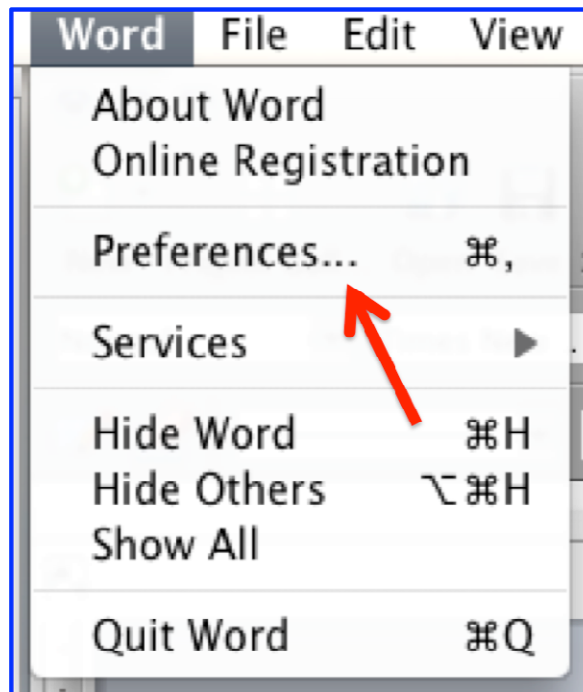 Word File Edit View
About Word
Online Registration
Preferences... ⌘,
Services ▶
Hide Word ⌘H
Hide Others ⌥⌘H
Show All
Quit Word ⌘Q